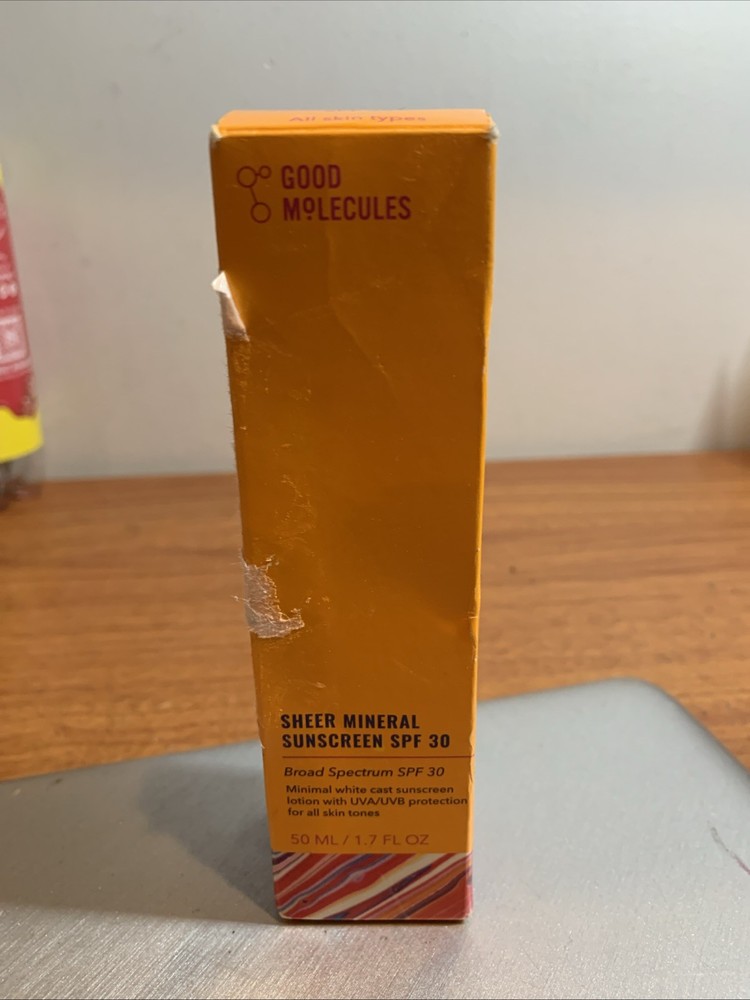 All skin types
GOOD
MOLECULES
SHEER MINERAL
SUNSCREEN SPF 30
Broad Spectrum SPF 30
Minimal white cast sunscreen
lotion with UVA/UVB protection
for all skin tones
50 ML / 1.7 FL OZ